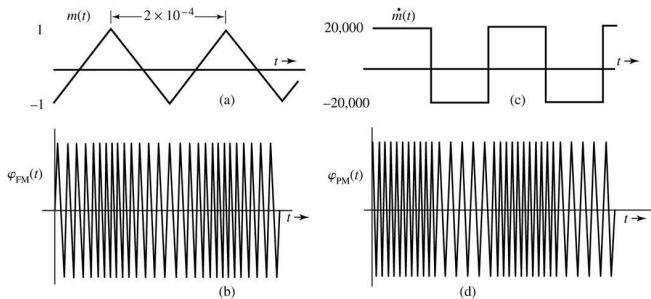 m(t)
2 × 10⁻⁴
1
t
−1
(a)
20,000
ṁ(t)
t
−20,000
(c)
φFM(t)
t
(b)
φPM(t)
t
(d)